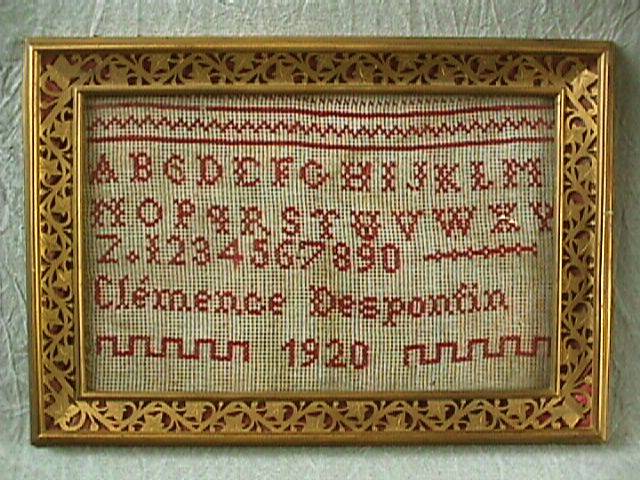 ABCDEFGHIJKLM
NOPQRSTUVWXY
Z.1234567890
Clémence Despontin
1920